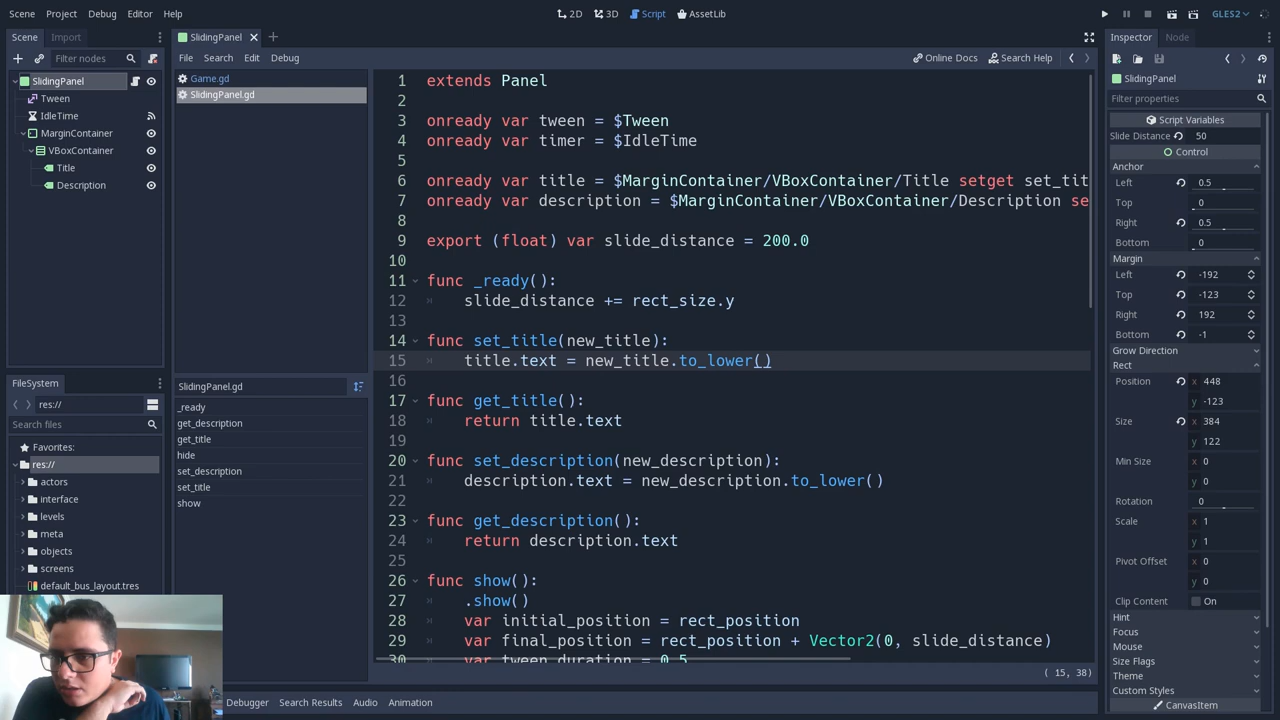 Scene Project Debug Editor Help
2D 3D Script AssetLib
GLES2
Scene Import
Filter nodes
SlidingPanel
Tween
IdleTime
MarginContainer
VBoxContainer
Title
Description
FileSystem
res://
Search files
Favorites:
res://
actors
interface
levels
meta
objects
screens
default_bus_layout.tres
SlidingPanel
File Search Edit Debug
Online Docs Search Help
Game.gd
SlidingPanel.gd
SlidingPanel.gd
_ready
get_description
get_title
hide
set_description
set_title
show
1 extends Panel
2
3 onready var tween = $Tween
4 onready var timer = $IdleTime
5
6 onready var title = $MarginContainer/VBoxContainer/Title setget set_tit
7 onready var description = $MarginContainer/VBoxContainer/Description se
8
9 export (float) var slide_distance = 200.0
10
11 func _ready():
12 slide_distance += rect_size.y
13
14 func set_title(new_title):
15 title.text = new_title.to_lower()
16
17 func get_title():
18 return title.text
19
20 func set_description(new_description):
21 description.text = new_description.to_lower()
22
23 func get_description():
24 return description.text
25
26 func show():
27 .show()
28 var initial_position = rect_position
29 var final_position = rect_position + Vector2(0, slide_distance)
30 var tween_duration = 0.5
( 15, 38)
Debugger Search Results Audio Animation
Inspector Node
SlidingPanel
Filter properties
Script Variables
Slide Distance 50
Control
Anchor
Left 0.5
Top 0
Right 0.5
Bottom 0
Margin
Left -192
Top -123
Right 192
Bottom -1
Grow Direction
Rect
Position x 448
y -123
Size x 384
y 122
Min Size x 0
y 0
Rotation 0
Scale x 1
y 1
Pivot Offset x 0
y 0
Clip Content On
Hint
Focus
Mouse
Size Flags
Theme
Custom Styles
CanvasItem